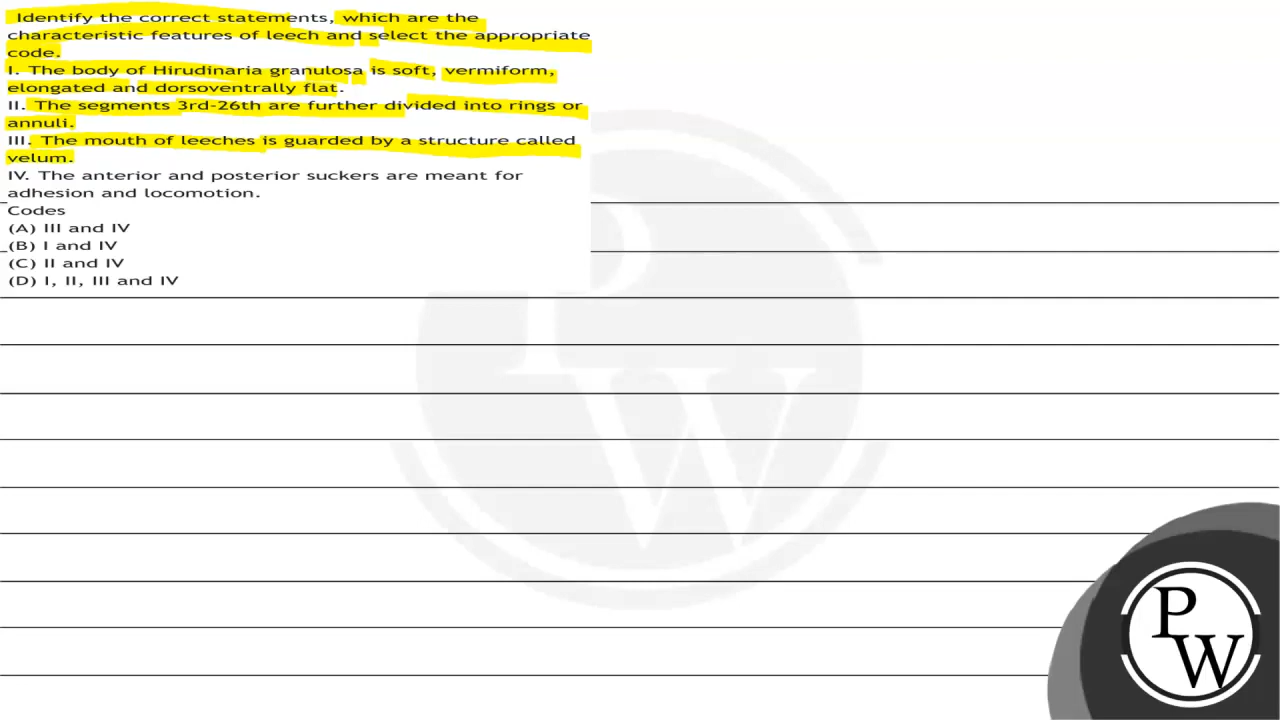 Identify the correct statements, which are the
characteristic features of leech and select the appropriate
code.
I. The body of Hirudinaria granulosa is soft, vermiform,
elongated and dorsoventrally flat.
II. The segments 3rd-26th are further divided into rings or
annuli.
III. The mouth of leeches is guarded by a structure called
velum.
IV. The anterior and posterior suckers are meant for
adhesion and locomotion.
Codes
(A) III and IV
(B) I and IV
(C) II and IV
(D) I, II, III and IV
P
W
P
W